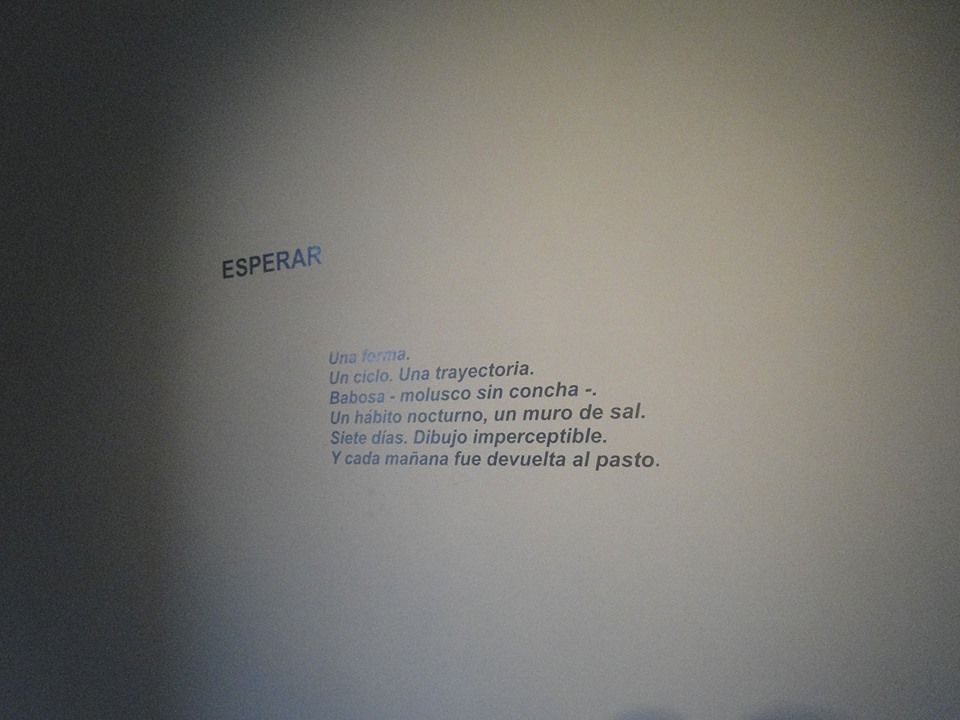 ESPERAR
Una forma.
Un ciclo. Una trayectoria.
Babosa - molusco sin concha -.
Un hábito nocturno, un muro de sal.
Siete días. Dibujo imperceptible.
Y cada mañana fue devuelta al pasto.